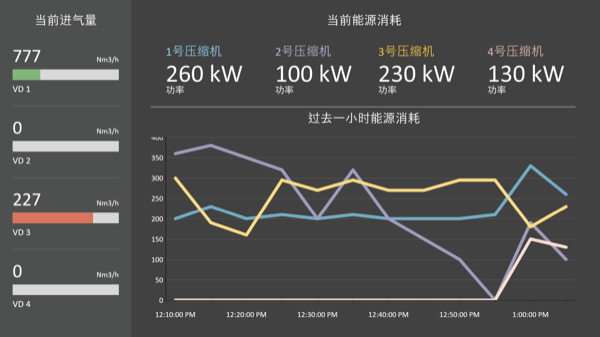 当前进气量
777
Nm3/h
VD 1
0
Nm3/h
VD 2
227
Nm3/h
VD 3
0
Nm3/h
VD 4
当前能源消耗
1号压缩机
260 kW
功率
2号压缩机
100 kW
功率
3号压缩机
230 kW
功率
4号压缩机
130 kW
功率
过去一小时能源消耗
400
350
300
250
200
150
100
50
0
12:10:00 PM 12:20:00 PM 12:30:00 PM 12:40:00 PM 12:50:00 PM 1:00:00 PM